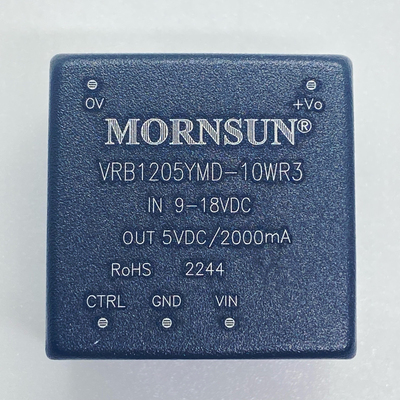 0V +Vo
MORNSUN®
VRB1205YMD-10WR3
IN 9-18VDC
OUT 5VDC/2000mA
RoHS 2244
CTRL GND VIN